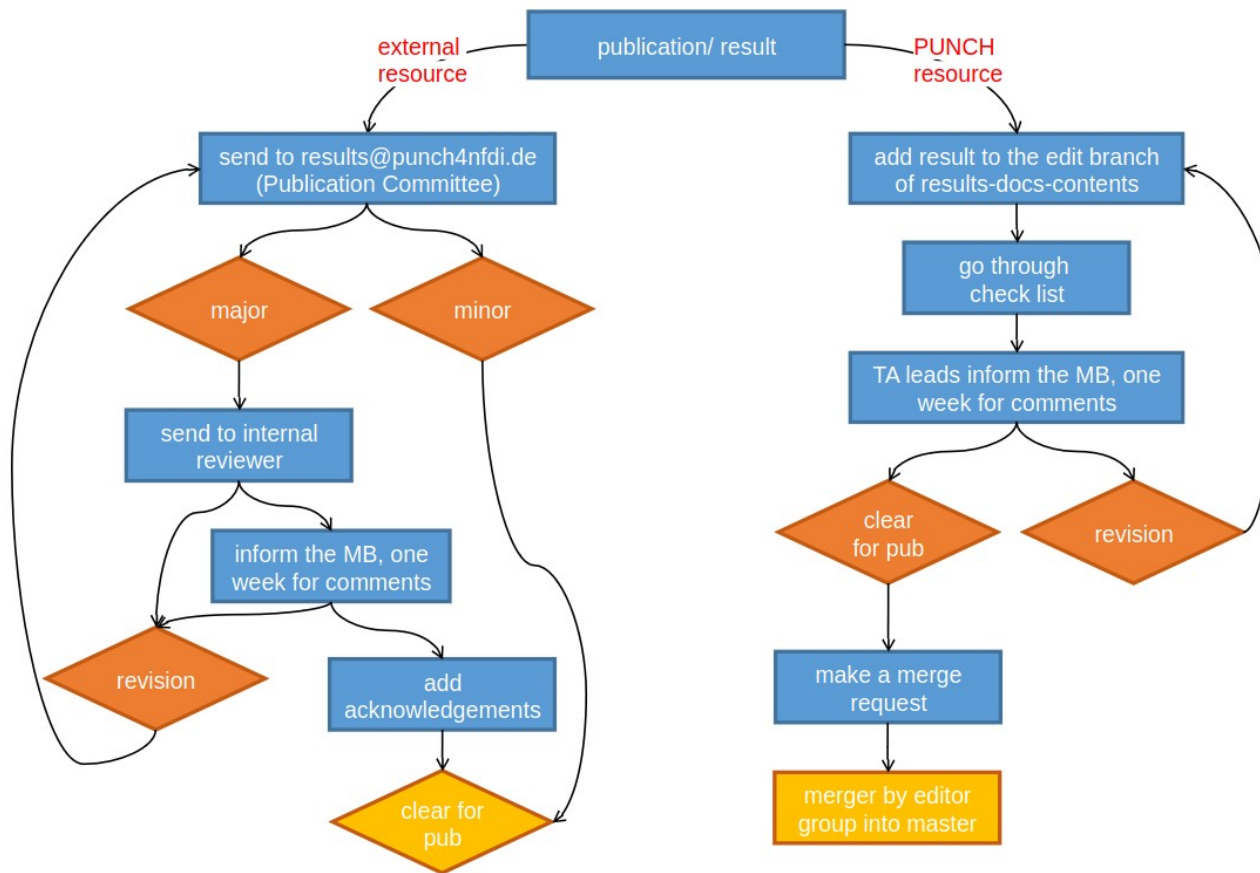 publication/ result
external
resource
PUNCH
resource
send to results@punch4nfdi.de
(Publication Committee)
add result to the edit branch
of results-docs-contents
major
minor
go through
check list
TA leads inform the MB, one
week for comments
send to internal
reviewer
clear
for pub
revision
inform the MB, one
week for comments
revision
add
acknowledgements
make a merge
request
clear for
pub
merger by editor
group into master